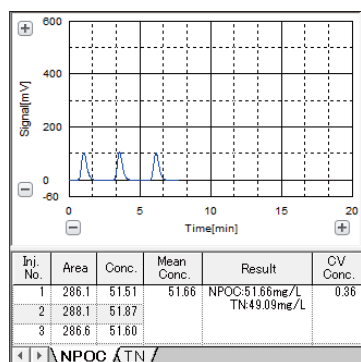 600
400
200
0
-60
Signal[mV]
0 5 10 15 20
Time[min]
Inj. No. Area Conc. Mean Conc. Result CV Conc.
1 286.1 51.51 51.66 NPOC:51.66mg/L 0.36
TN:49.09mg/L
2 288.1 51.87
3 286.6 51.60
NPOC TN